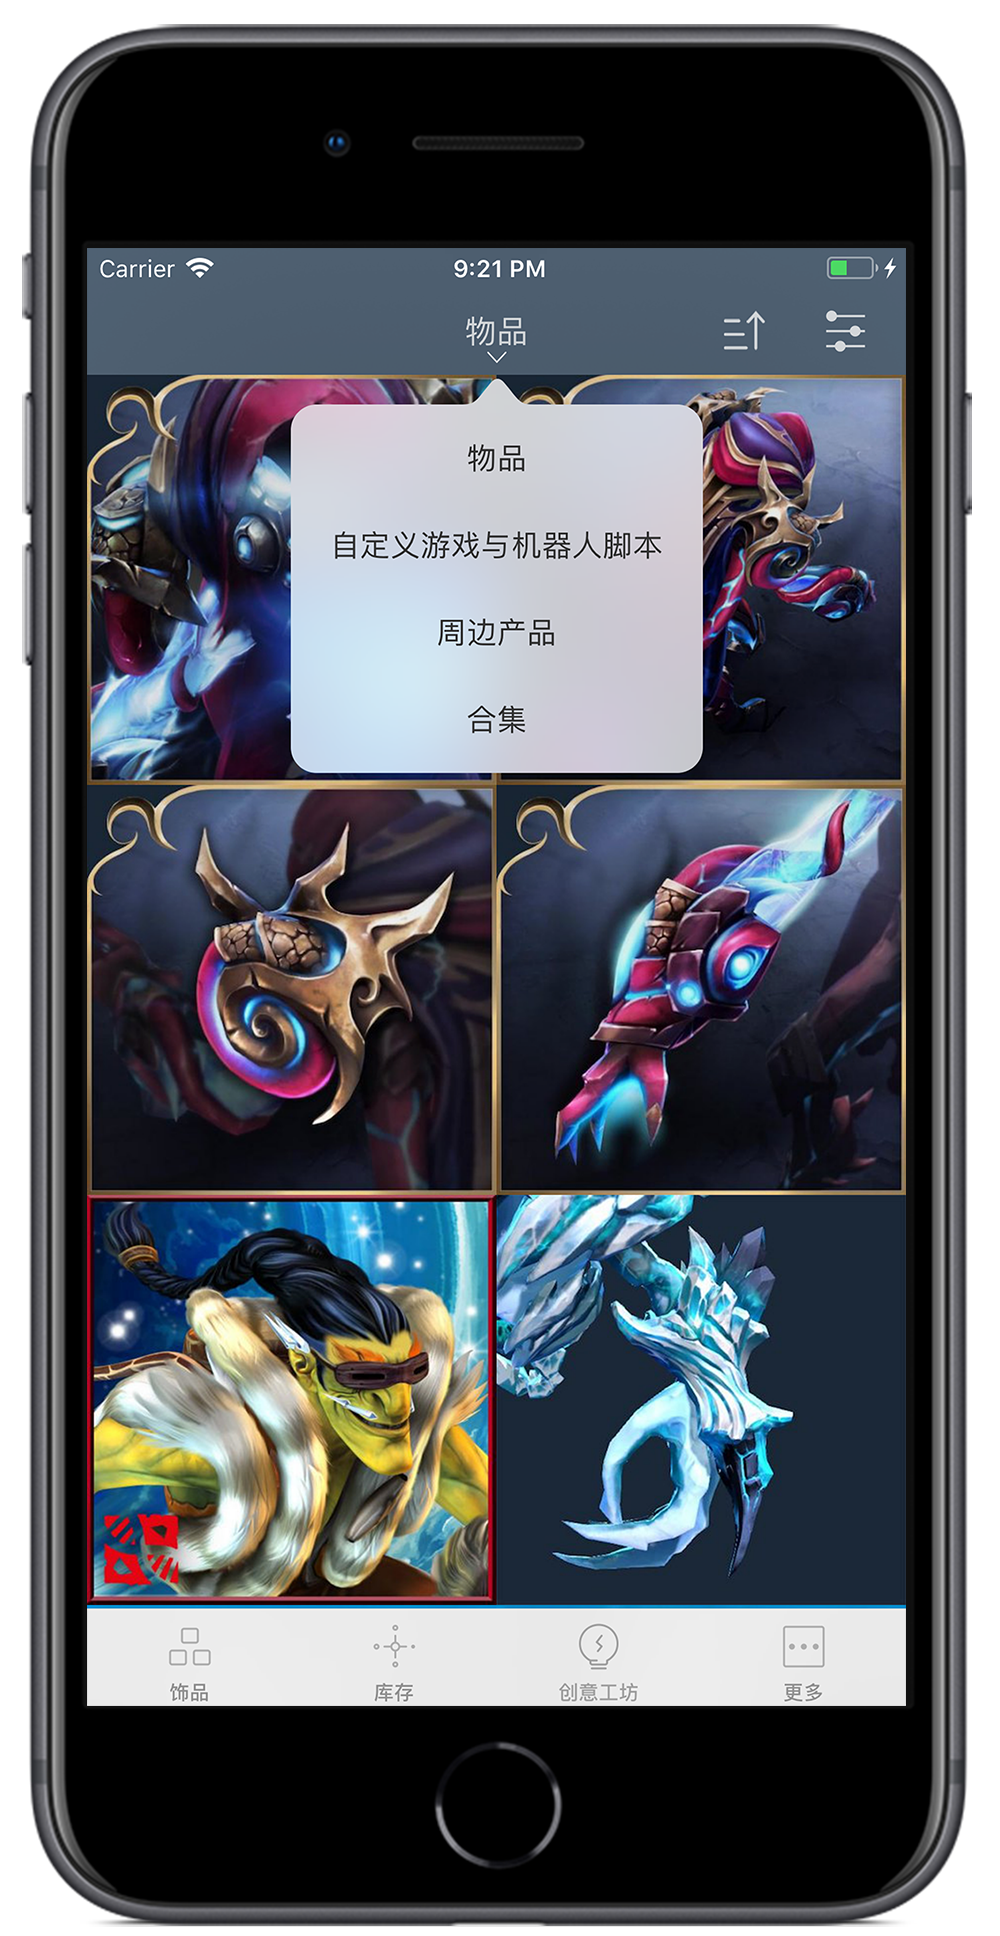 Carrier 9:21 PM
物品
物品
自定义游戏与机器人脚本
周边产品
合集
饰品 库存 创意工坊 更多